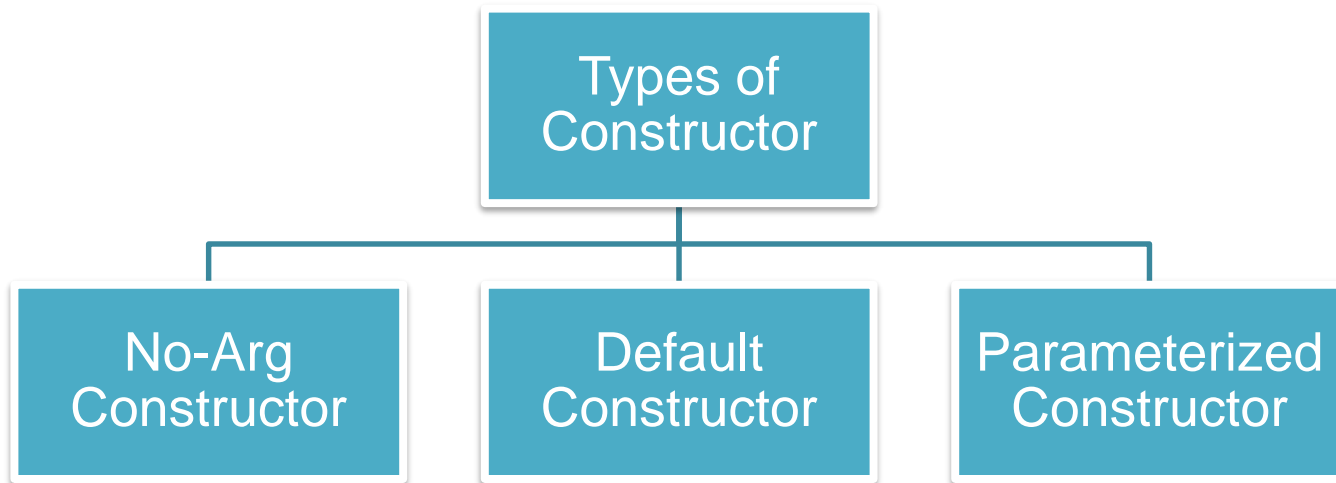 Types of
Constructor
No-Arg
Constructor
Default
Constructor
Parameterized
Constructor